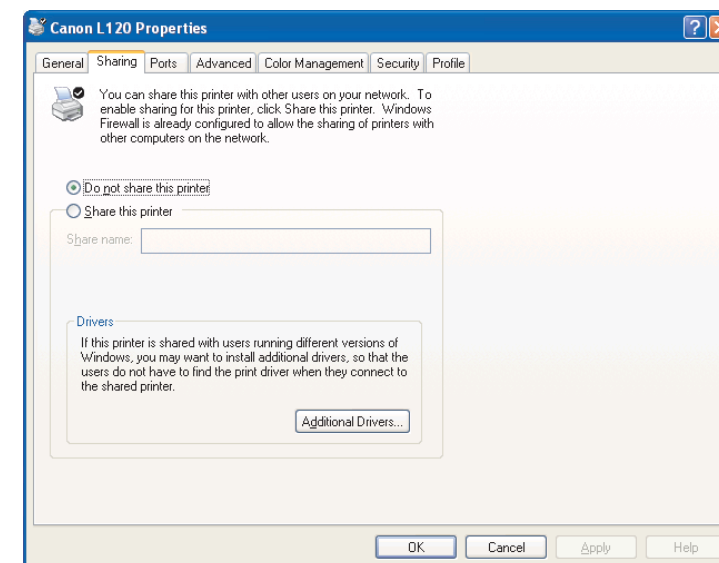 Canon L120 Properties
General Sharing Ports Advanced Color Management Security Profile
You can share this printer with other users on your network. To
enable sharing for this printer, click Share this printer. Windows
Firewall is already configured to allow the sharing of printers with
other computers on the network.
Do not share this printer
Share this printer
Share name:
Drivers
If this printer is shared with users running different versions of
Windows, you may want to install additional drivers, so that the
users do not have to find the print driver when they connect to
the shared printer.
Additional Drivers...
OK Cancel Apply Help